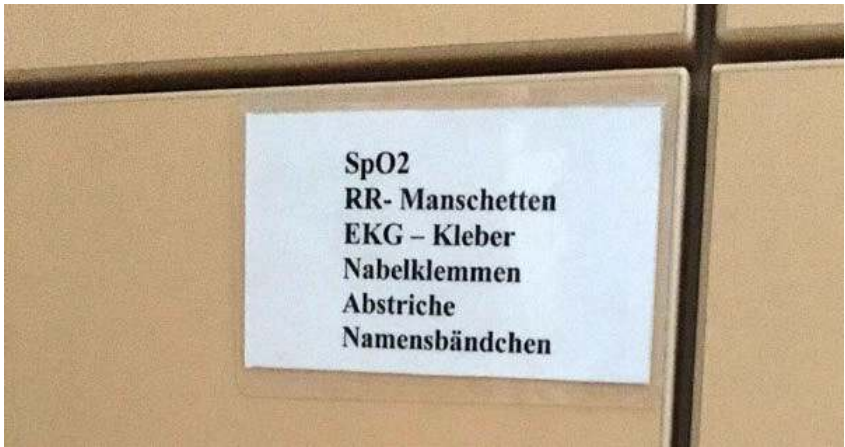 SpO2
RR- Manschetten
EKG – Kleber
Nabelklemmen
Abstriche
Namensbändchen